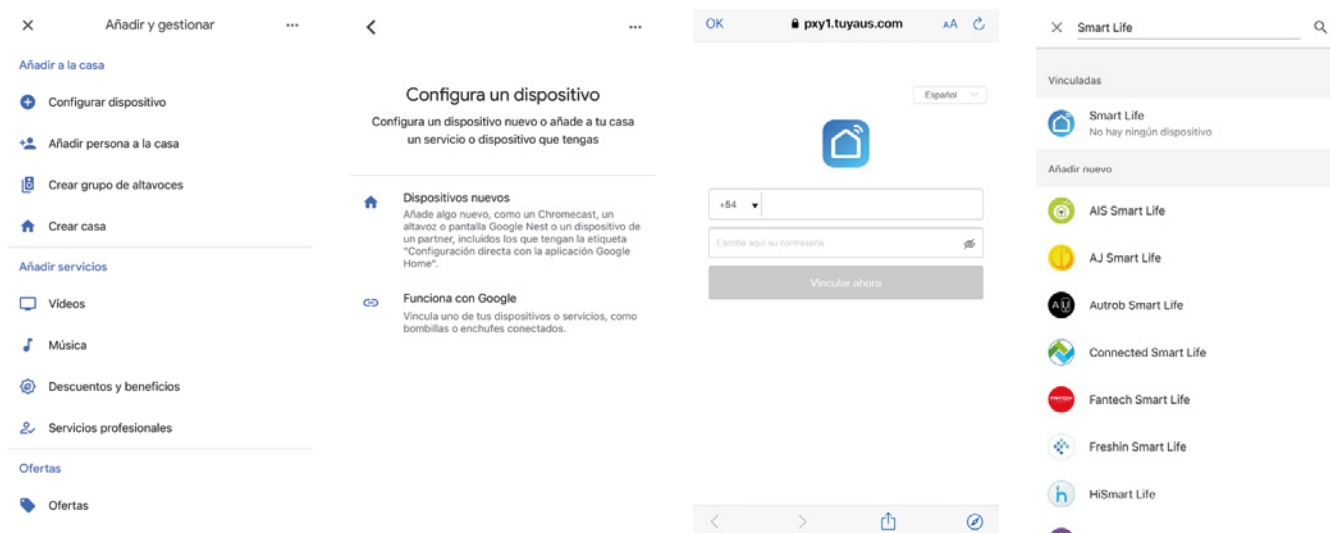 Añadir y gestionar
Añadir a la casa
Configurar dispositivo
Añadir persona a la casa
Crear grupo de altavoces
Crear casa
Añadir servicios
Vídeos
Música
Descuentos y beneficios
Servicios profesionales
Ofertas
Ofertas
Configura un dispositivo
Configura un dispositivo nuevo o añade a tu casa
un servicio o dispositivo que tengas
Dispositivos nuevos
Añade algo nuevo, como un Chromecast, un
altavoz o pantalla Google Nest o un dispositivo de
un partner, incluidos los que tengan la etiqueta
"Configuración directa con la aplicación Google
Home".
Funciona con Google
Vincula uno de tus dispositivos o servicios, como
bombillas o enchufes conectados.
OK
pxy1.tuyaus.com
AA
Español
+54
Escriba aquí su contraseña
Vincular ahora
Smart Life
Vinculadas
Smart Life
No hay ningún dispositivo
Añadir nuevo
AIS Smart Life
AJ Smart Life
Autrob Smart Life
Connected Smart Life
FANTECH
Fantech Smart Life
Freshin Smart Life
HiSmart Life